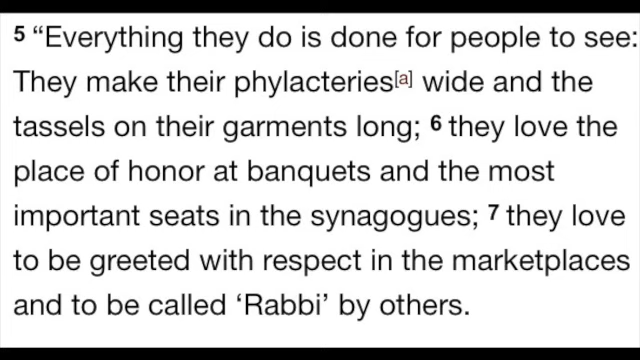 5 “Everything they do is done for people to see:
They make their phylacteries[a] wide and the
tassels on their garments long; 6 they love the
place of honor at banquets and the most
important seats in the synagogues; 7 they love
to be greeted with respect in the marketplaces
and to be called ‘Rabbi’ by others.